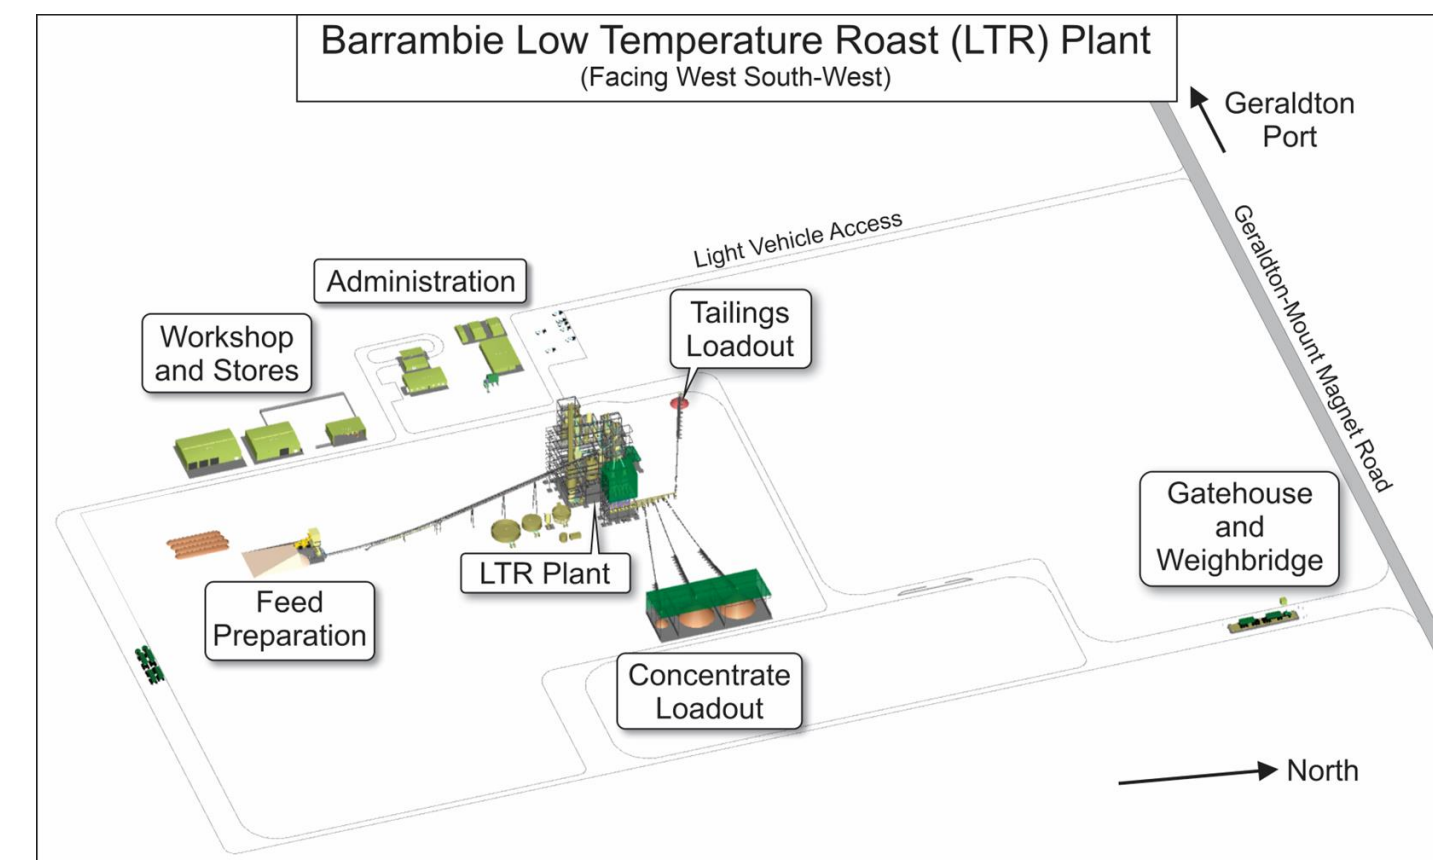 Barrambie Low Temperature Roast (LTR) Plant
(Facing West South-West)
Geraldton
Port
Light Vehicle Access
Geraldton-Mount Magnet Road
Administration
Workshop
and Stores
Tailings
Loadout
Gatehouse
and
Weighbridge
LTR Plant
Feed
Preparation
Concentrate
Loadout
North